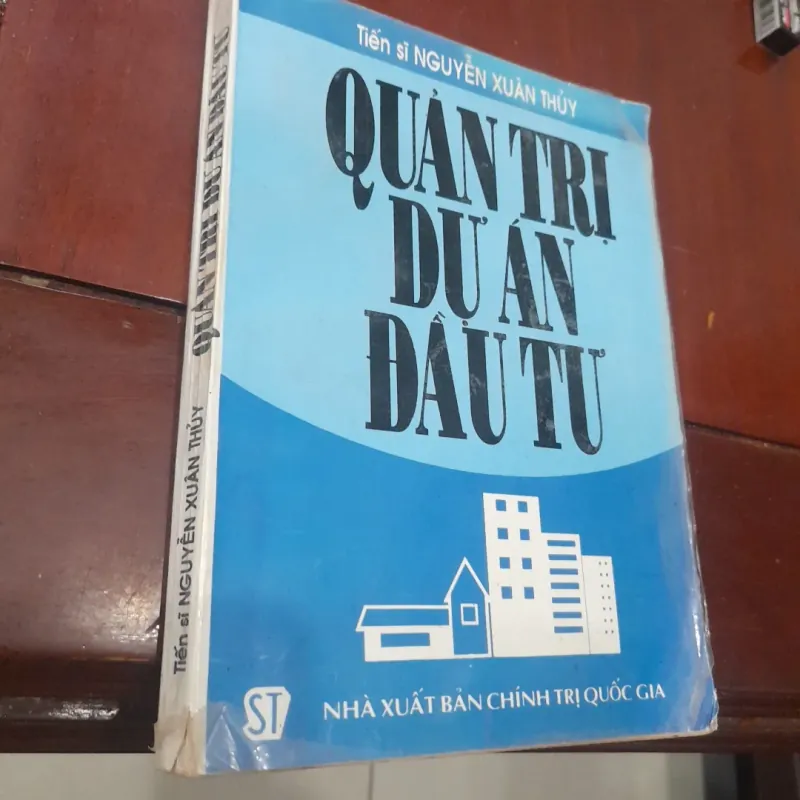 Tiến sĩ NGUYỄN XUÂN THỦY
QUẢN TRỊ
DỰ ÁN
ĐẦU TƯ
ST
NHÀ XUẤT BẢN CHÍNH TRỊ QUỐC GIA
Tiến sĩ NGUYỄN XUÂN THỦY
QUẢN TRỊ DỰ ÁN ĐẦU TƯ